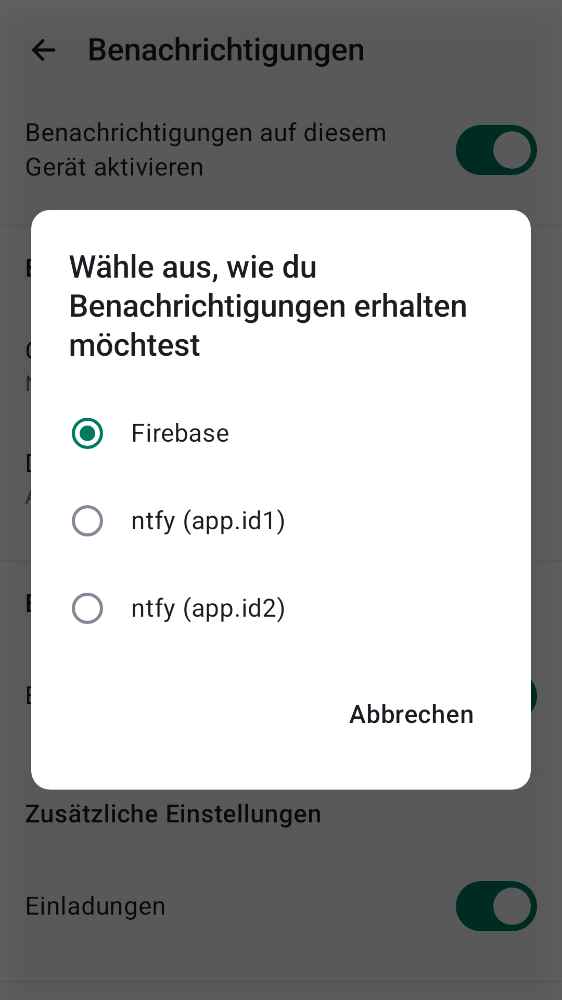 Benachrichtigungen
Benachrichtigungen auf diesem
Gerät aktivieren
Wähle aus, wie du
Benachrichtigungen erhalten
möchtest
Firebase
ntfy (app.id1)
ntfy (app.id2)
Abbrechen
Zusätzliche Einstellungen
Einladungen